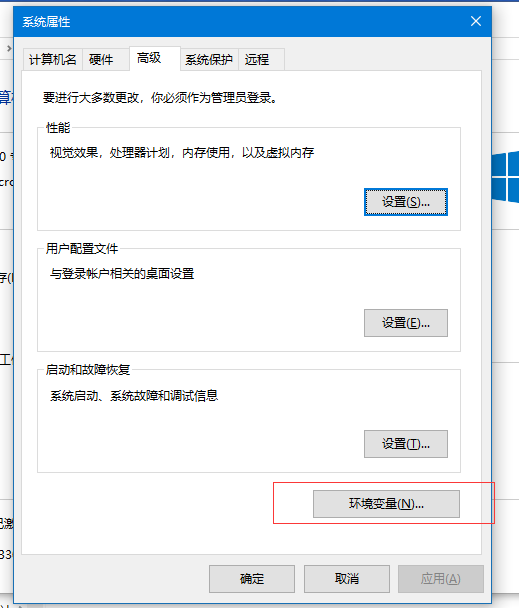 系统属性
计算机名
硬件
高级
系统保护
远程
要进行大多数更改，你必须作为管理员登录。
性能
视觉效果，处理器计划，内存使用，以及虚拟内存
设置(S)...
用户配置文件
与登录帐户相关的桌面设置
设置(E)...
启动和故障恢复
系统启动、系统故障和调试信息
设置(T)...
环境变量(N)...
确定
取消
应用(A)